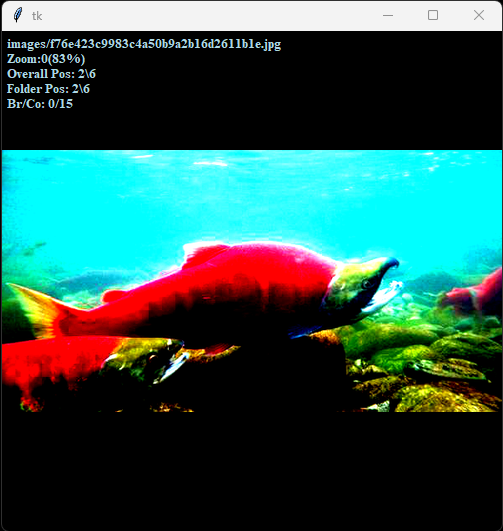 tk
images/f76e423c9983c4a50b9a2b16d2611b1e.jpg
Zoom:0(83%)
Overall Pos: 2\6
Folder Pos: 2\6
Br/Co: 0/15